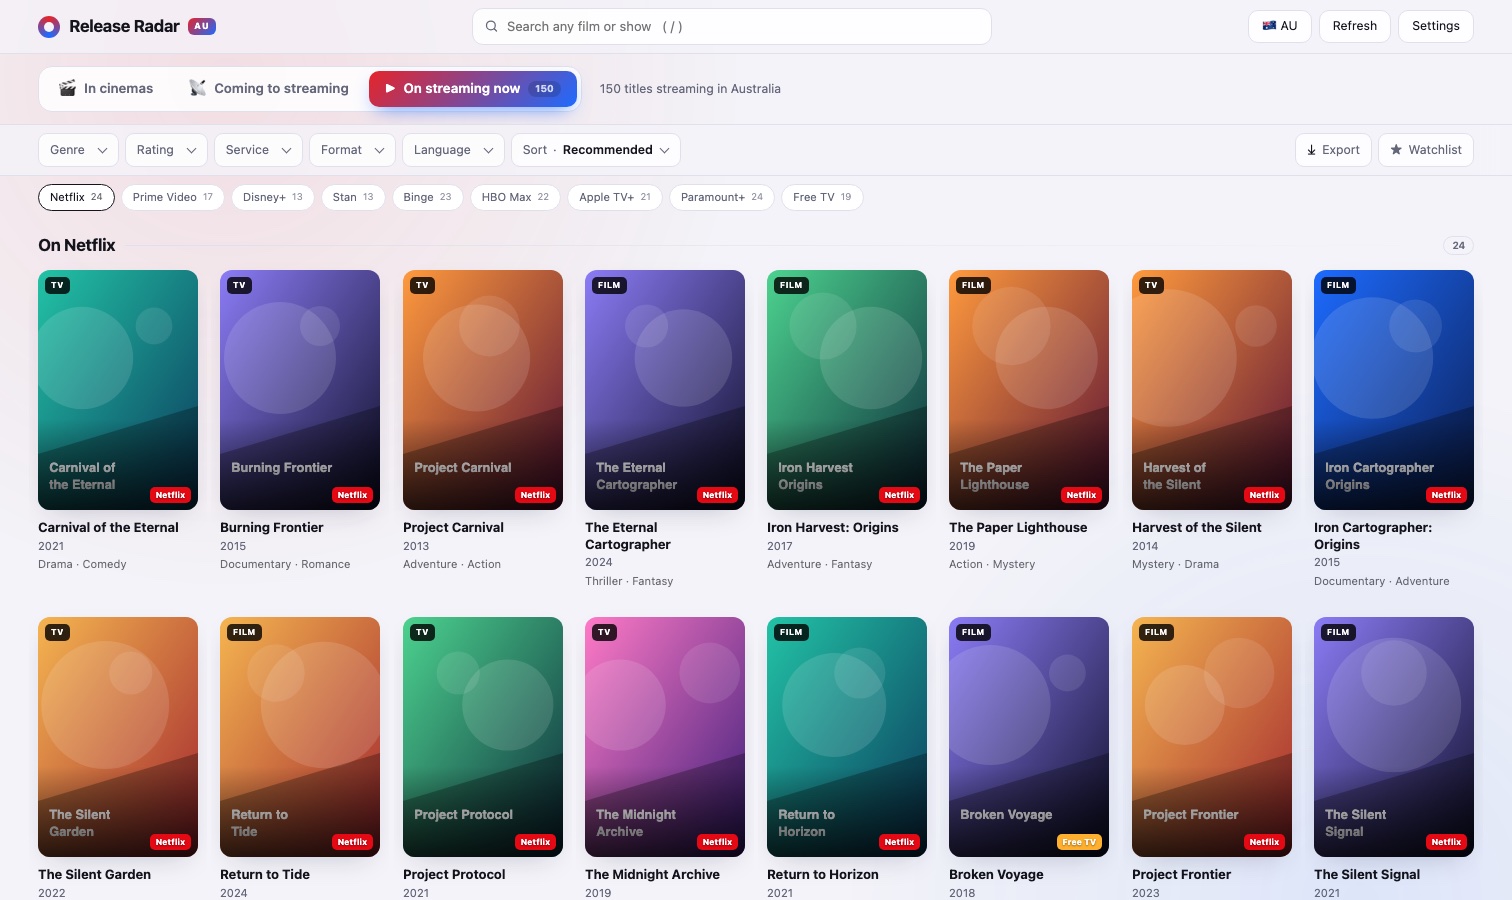 Release Radar AU
Search any film or show ( / )
🇦🇺 AU
Refresh
Settings
In cinemas
Coming to streaming
On streaming now 150
150 titles streaming in Australia
Genre
Rating
Service
Format
Language
Sort · Recommended
Export
Watchlist
Netflix 24
Prime Video 17
Disney+ 13
Stan 13
Binge 23
HBO Max 22
Apple TV+ 21
Paramount+ 24
Free TV 19
On Netflix
24
TV
Carnival of
the Eternal
Netflix
Carnival of the Eternal
2021
Drama · Comedy
TV
Burning Frontier
Netflix
Burning Frontier
2015
Documentary · Romance
TV
Project Carnival
Netflix
Project Carnival
2013
Adventure · Action
FILM
The Eternal
Cartographer
Netflix
The Eternal
Cartographer
2024
Thriller · Fantasy
FILM
Iron Harvest
Origins
Netflix
Iron Harvest: Origins
2017
Adventure · Fantasy
FILM
The Paper
Lighthouse
Netflix
The Paper Lighthouse
2019
Action · Mystery
TV
Harvest of
the Silent
Netflix
Harvest of the Silent
2014
Mystery · Drama
FILM
Iron Cartographer
Origins
Netflix
Iron Cartographer:
Origins
2015
Documentary · Adventure
TV
The Silent
Garden
Netflix
The Silent Garden
2022
FILM
Return to
Tide
Netflix
Return to Tide
2024
TV
Project Protocol
Netflix
Project Protocol
2021
TV
The Midnight
Archive
Netflix
The Midnight Archive
2019
FILM
Return to
Horizon
Netflix
Return to Horizon
2021
FILM
Broken Voyage
Free TV
Broken Voyage
2018
FILM
Project Frontier
Netflix
Project Frontier
2023
FILM
The Silent
Signal
Netflix
The Silent Signal
2021